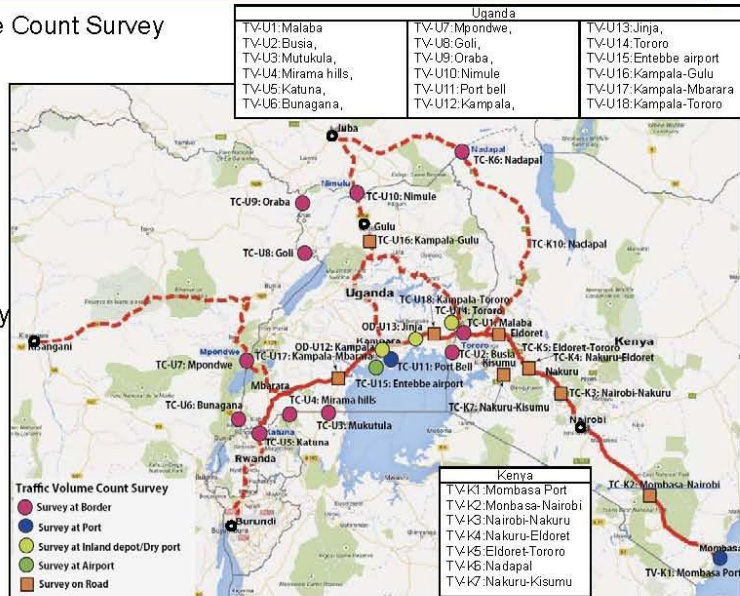 e Count Survey
Uganda
TV-U1:Malaba
TV-U2:Busia,
TV-U3:Mutukula,
TV-U4:Mirama hills,
TV-U5:Katuna,
TV-U6:Bunagana,
TV-U7:Mpondwe,
TV-U8:Goli,
TV-U9:Oraba,
TV-U10:Nimule
TV-U11:Port bell
TV-U12:Kampala,
TV-U13:Jinja,
TV-U14:Tororo
TV-U15:Entebbe airport
TV-U16:Kampala-Gulu
TV-U17:Kampala-Mbarara
TV-U18:Kampala-Tororo
Juba
Nadapal
TC-K6: Nadapal
Nimulu
TC-U10: Nimule
TC-U9: Oraba
Gulu
TC-U16: Kampala-Gulu
TC-K10: Nadapal
TC-U8: Goli
Uganda
TC-U18: Kampala-Tororo
TC-U14: Tororo
OD-U13: Jinja
TC-U1: Malaba
Eldoret
y
Kisangani
OD-U12: Kampala
Kampara
Tororo
TC-K5: Eldoret-Tororo
Kenya
TC-U2: Busia
TC-K4: Nakuru-Eldoret
Mpondwe
TC-U17: Kampala-Mbarara
TC-U7: Mpondwe
TC-U11: Port Bell
Kisumu
Nakuru
TC-U15: Entebbe airport
Mbarara
TC-K3: Nairobi-Nakuru
TC-U4: Mirama hills
TC-U6: Bunagana
TC-K7: Nakuru-Kisumu
TC-U3: Mukutula
Nairobi
Katuna
TC-U5: Katuna
Rwanda
TC-K2: Mombasa-Nairobi
Burundi
Mombasa
TV-K1: Mombasa Port
Traffic Volume Count Survey
Survey at Border
Survey at Port
Survey at Inland depot/Dry port
Survey at Airport
Survey on Road
Kenya
TV-K1:Mombasa Port
TV-K2:Monbasa-Nairobi
TV-K3:Nairobi-Nakuru
TV-K4:Nakuru-Eldoret
TV-K5:Eldoret-Tororo
TV-K6:Nadapal
TV-K7:Nakuru-Kisumu